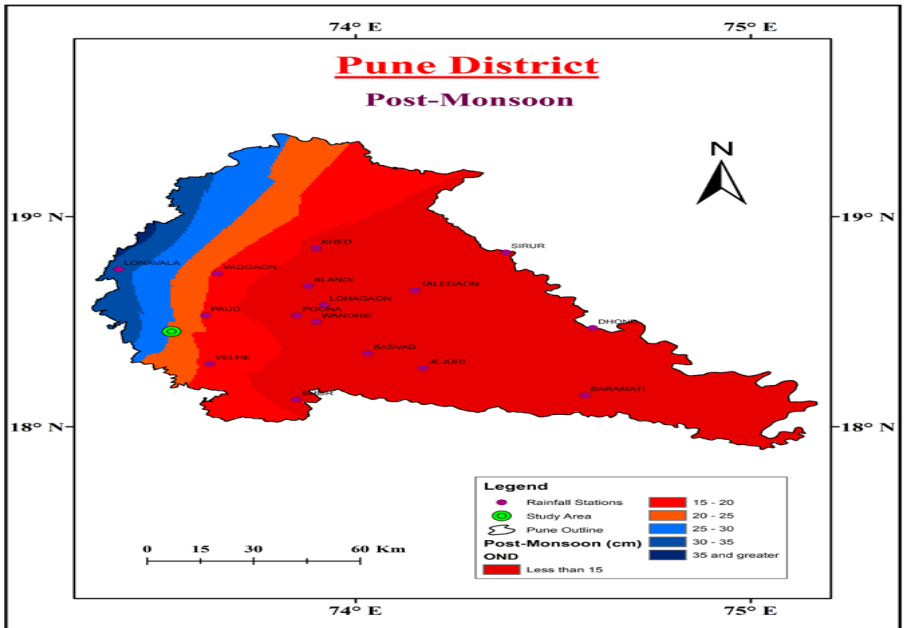 74° E 75° E
Pune District
Post-Monsoon
N
19° N 19° N
KHED
SIRUR
LONAVALA
VADGAON
ALANDI
TALEGAON
LOHAGAON
PAUD
POONA
WANORIE
DHOND
SASVAD
VELHE
JEJURI
BARAMATI
18° N 18° N
Legend
Rainfall Stations
Study Area
Pune Outline
Post-Monsoon (cm)
OND
Less than 15
15 - 20
20 - 25
25 - 30
30 - 35
35 and greater
0 15 30 60 Km
74° E 75° E